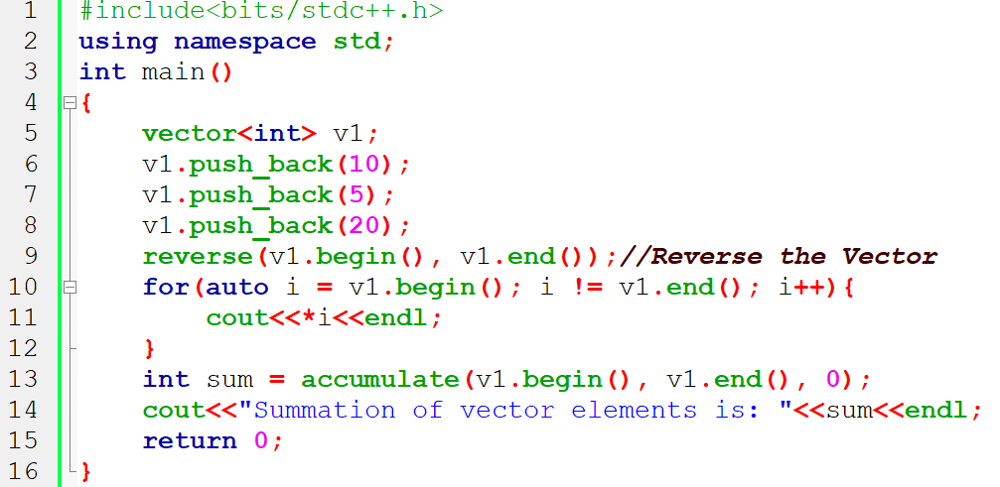 1 #include<bits/stdc++.h>
2 using namespace std;
3 int main()
4 {
5     vector<int> v1;
6     v1.push_back(10);
7     v1.push_back(5);
8     v1.push_back(20);
9     reverse(v1.begin(), v1.end());//Reverse the Vector
10     for(auto i = v1.begin(); i != v1.end(); i++){
11         cout<<*i<<endl;
12     }
13     int sum = accumulate(v1.begin(), v1.end(), 0);
14     cout<<"Summation of vector elements is: "<<sum<<endl;
15     return 0;
16 }